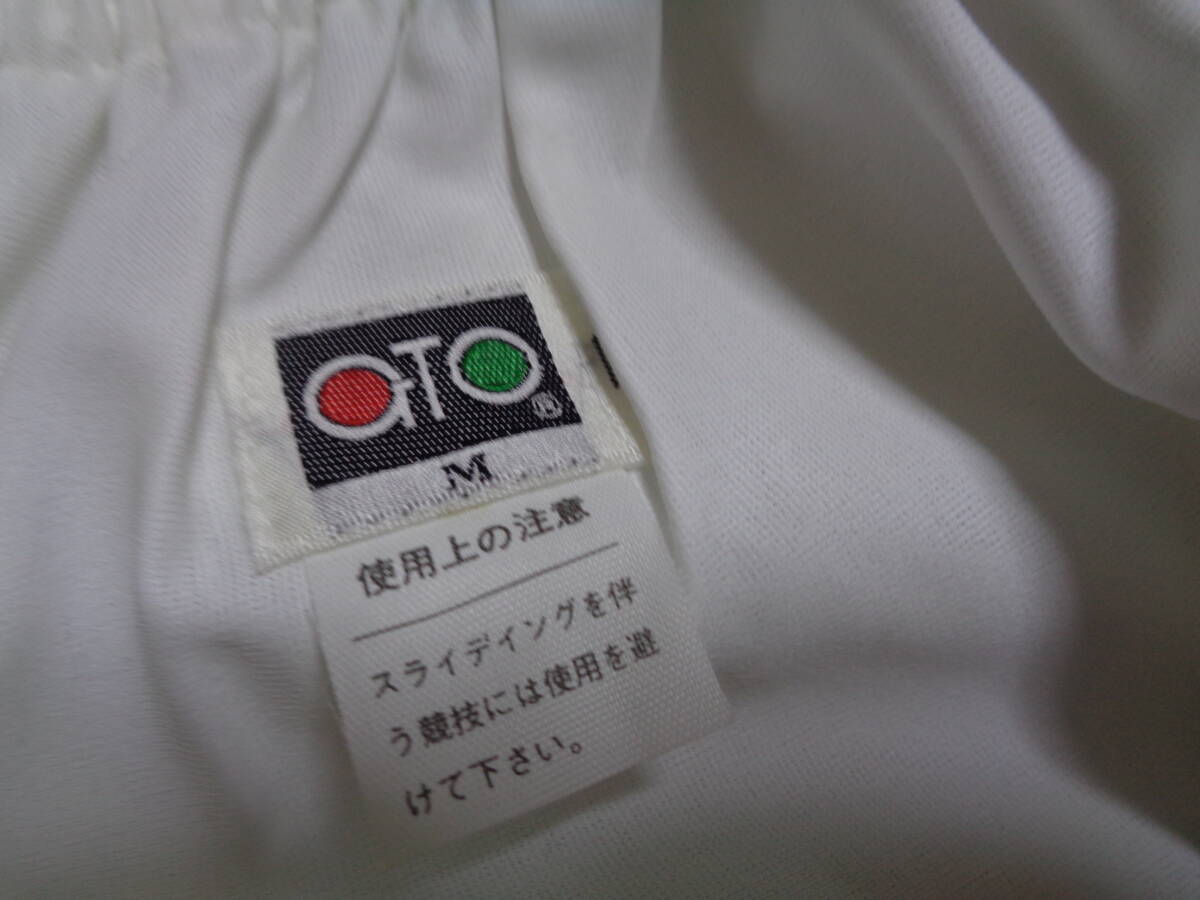 GTO®
M
使用上の注意
スライディングを伴
う競技には使用を避
けて下さい。